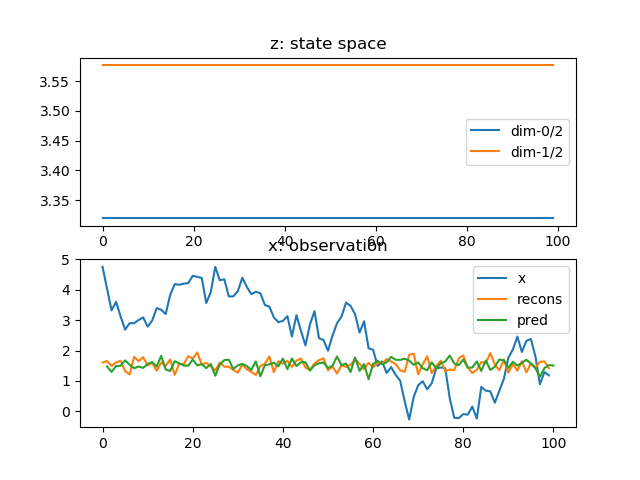 z: state space
3.55
3.50
3.45
3.40
3.35
dim-0/2
dim-1/2
0 20 40 60 80 100
x: observation
5
4
3
2
1
0
x
recons
pred
0 20 40 60 80 100